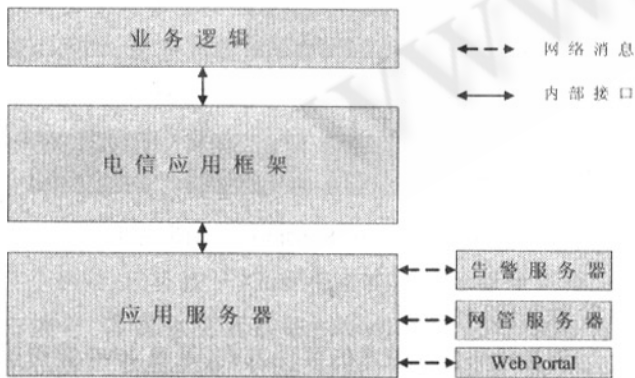 业务逻辑
网络消息
内部接口
电信应用框架
应用服务器
告警服务器
网管服务器
Web Portal
WWW